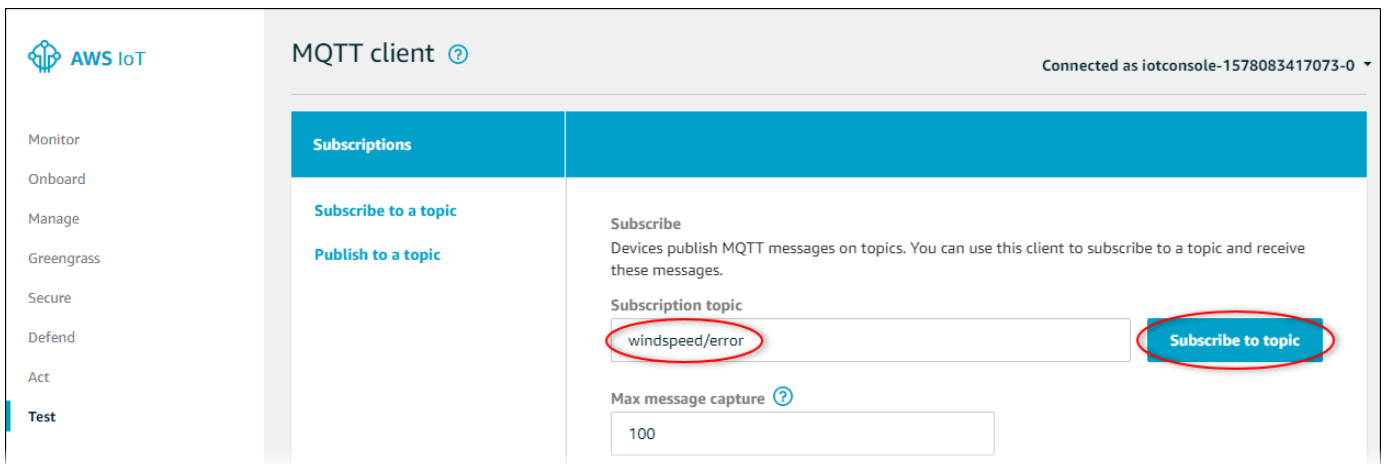 AWS IoT
MQTT client ?
Connected as iotconsole-1578083417073-0
Monitor
Onboard
Manage
Greengrass
Secure
Defend
Act
Test
Subscriptions
Subscribe to a topic
Publish to a topic
Subscribe
Devices publish MQTT messages on topics. You can use this client to subscribe to a topic and receive
these messages.
Subscription topic
windspeed/error
Subscribe to topic
Max message capture ?
100